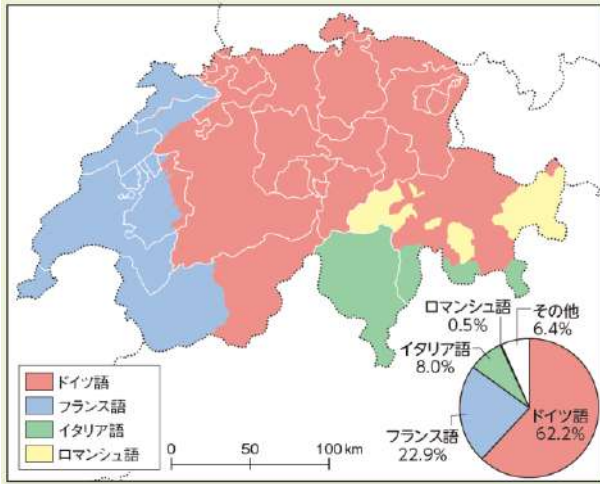 ロマンシュ語
0.5%
その他
6.4%
イタリア語
8.0%
フランス語
22.9%
ドイツ語
62.2%
ドイツ語
フランス語
イタリア語
ロマンシュ語
0 50 100 km